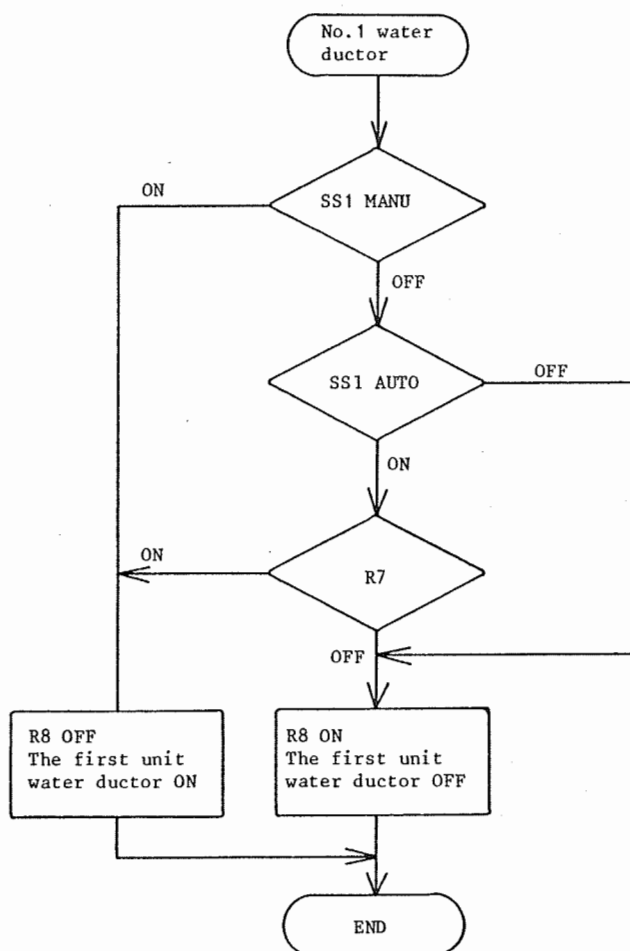 No.1 water
ductor
ON
SS1 MANU
OFF
SS1 AUTO
OFF
ON
ON
R7
OFF
R8 OFF
The first unit
water ductor ON
R8 ON
The first unit
water ductor OFF
END